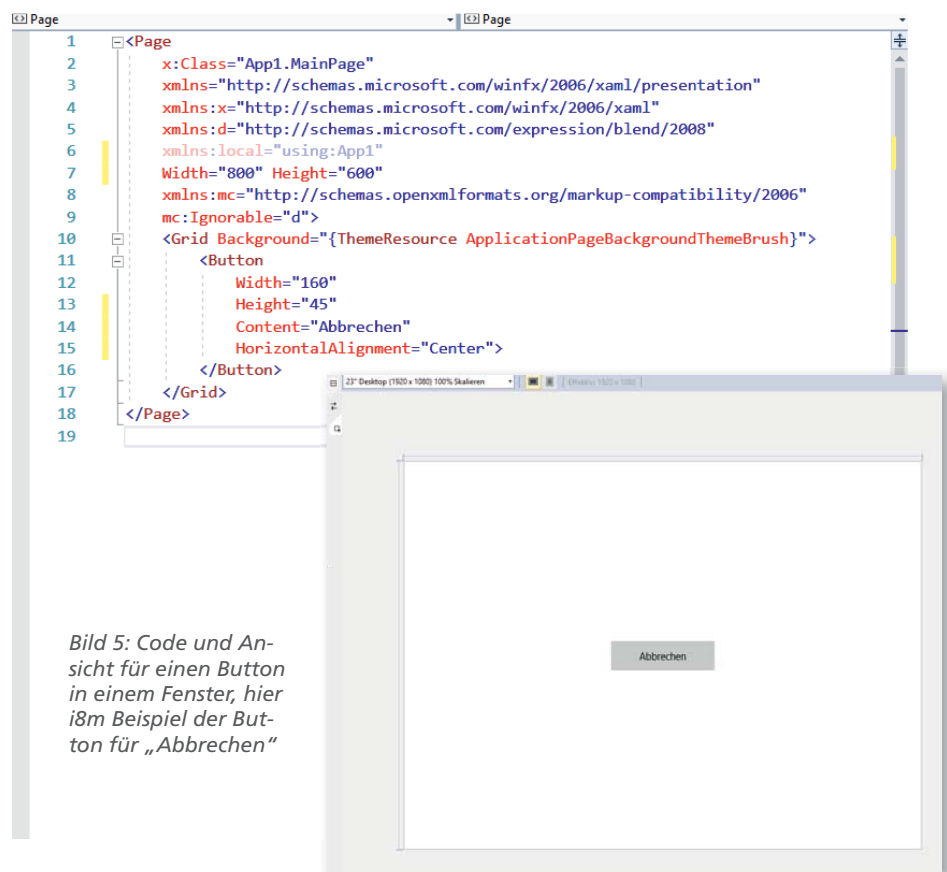 Page Page
1 <Page
2 x:Class="App1.MainPage"
3 xmlns="http://schemas.microsoft.com/winfx/2006/xaml/presentation"
4 xmlns:x="http://schemas.microsoft.com/winfx/2006/xaml"
5 xmlns:d="http://schemas.microsoft.com/expression/blend/2008"
6 xmlns:local="using:App1"
7 Width="800" Height="600"
8 xmlns:mc="http://schemas.openxmlformats.org/markup-compatibility/2006"
9 mc:Ignorable="d">
10 <Grid Background="{ThemeResource ApplicationPageBackgroundThemeBrush}">
11 <Button
12 Width="160"
13 Height="45"
14 Content="Abbrechen"
15 HorizontalAlignment="Center">
16 </Button>
17 </Grid>
18 </Page>
19
23" Desktop (1920 x 1080) 100% Skalieren Effektiv: 1920 x 1080
Abbrechen
Bild 5: Code und An-
sicht für einen Button
in einem Fenster, hier
i8m Beispiel der But-
ton für „Abbrechen“